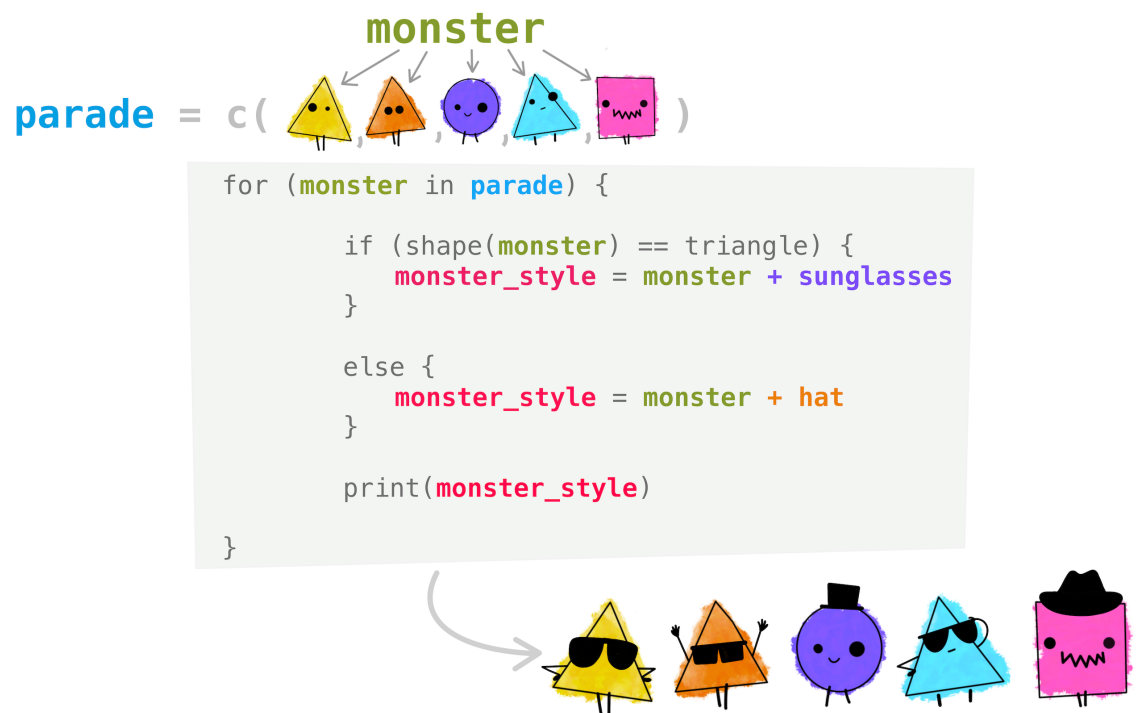 monster
parade = c( , , , , )
for (monster in parade) {
if (shape(monster) == triangle) {
monster_style = monster + sunglasses
}
else {
monster_style = monster + hat
}
print(monster_style)
}